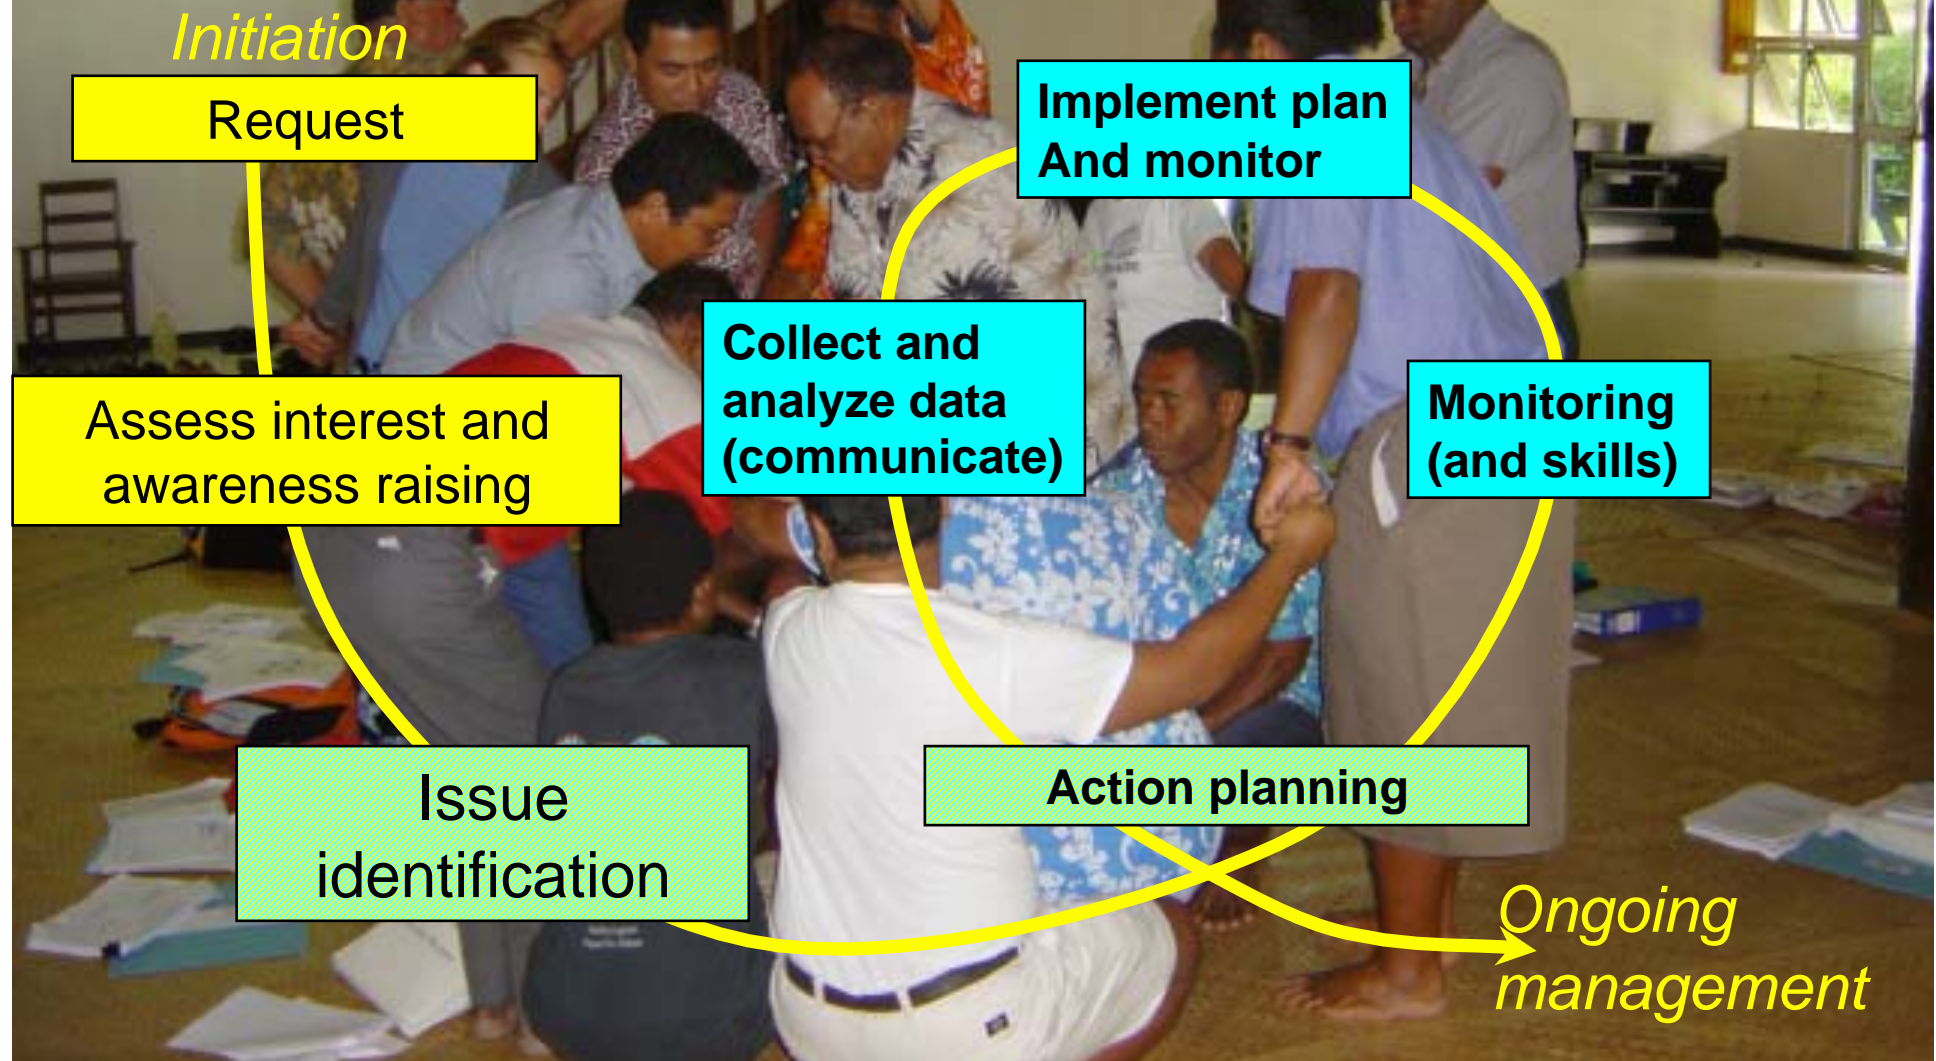 Initiation
Request
Assess interest and
awareness raising
Issue
identification
Action planning
Monitoring
(and skills)
Implement plan
And monitor
Collect and
analyze data
(communicate)
Ongoing
management